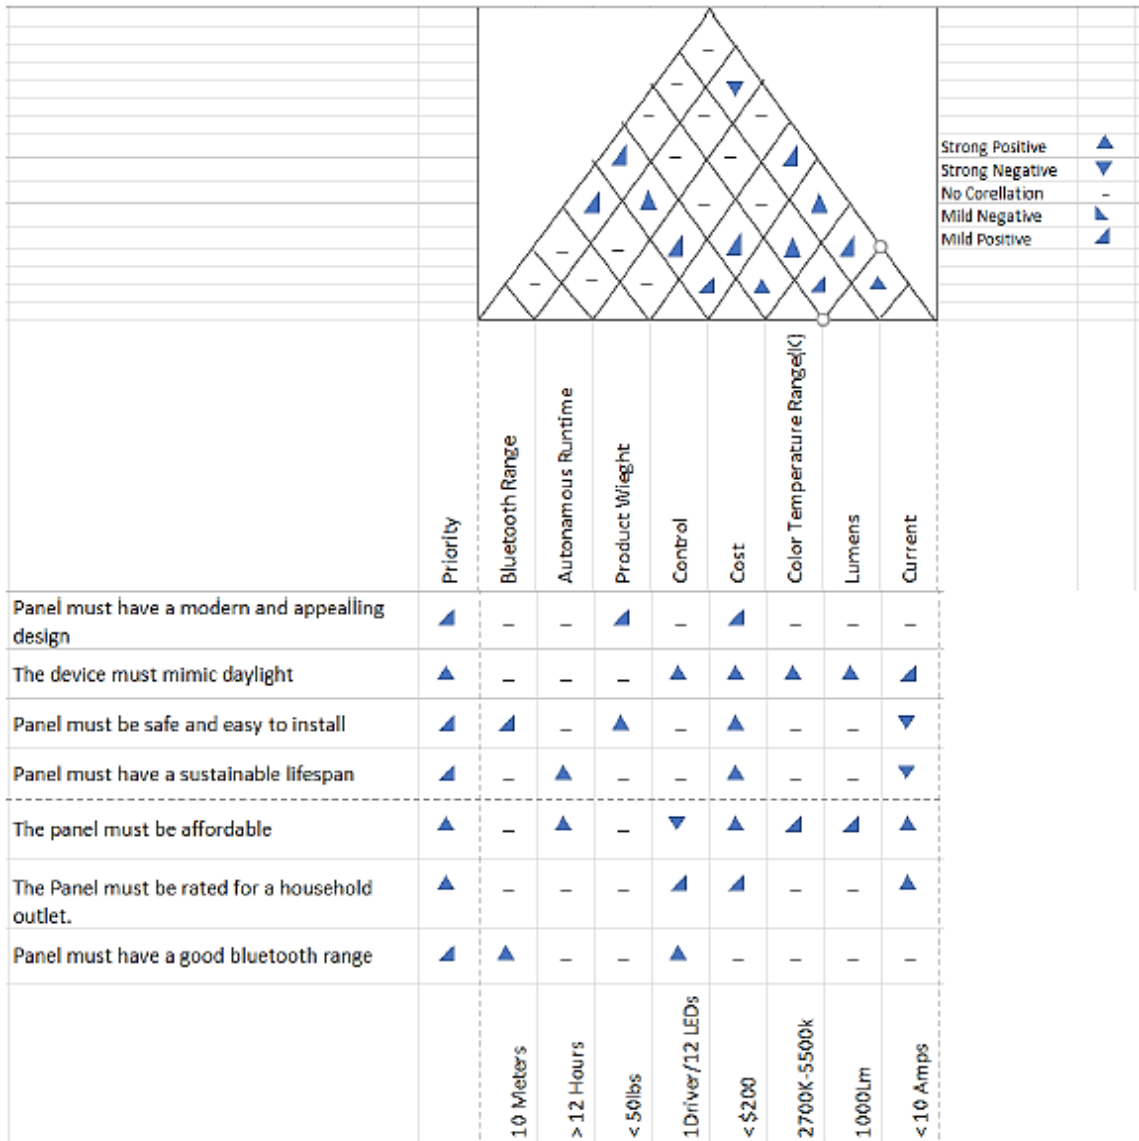 Strong Positive
Strong Negative
No Corellation
–
Mild Negative
Mild Positive
Priority
Bluetooth Range
Autonamous Runtime
Product Wieght
Control
Cost
Color Temperature Range(K)
Lumens
Current
Panel must have a modern and appealling
design
The device must mimic daylight
Panel must be safe and easy to install
Panel must have a sustainable lifespan
The panel must be affordable
The Panel must be rated for a household
outlet.
Panel must have a good bluetooth range
10 Meters
> 12 Hours
< 50lbs
1Driver/12 LEDs
< $200
2700K-5500k
1000Lm
< 10 Amps